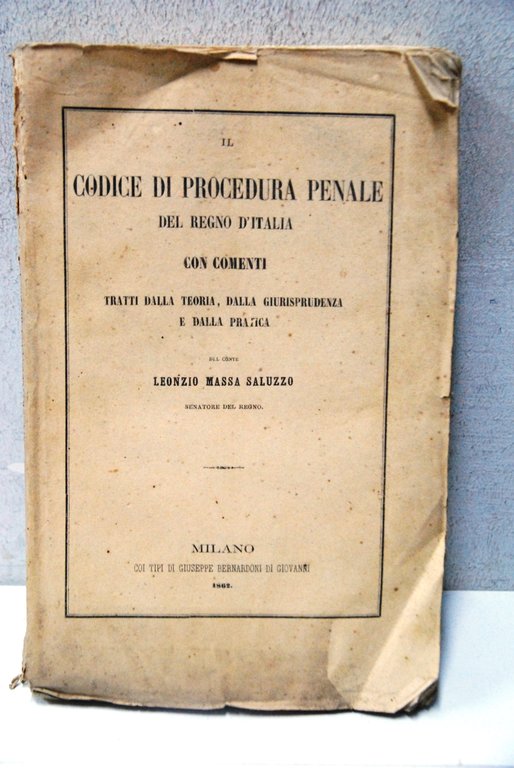 IL
CODICE DI PROCEDURA PENALE
DEL REGNO D'ITALIA
CON COMENTI
TRATTI DALLA TEORIA, DALLA GIURISPRUDENZA
E DALLA PRATICA
DEL CONTE
LEONZIO MASSA SALUZZO
SENATORE DEL REGNO.
MILANO
COI TIPI DI GIUSEPPE BERNARDONI DI GIOVANNI
1862.